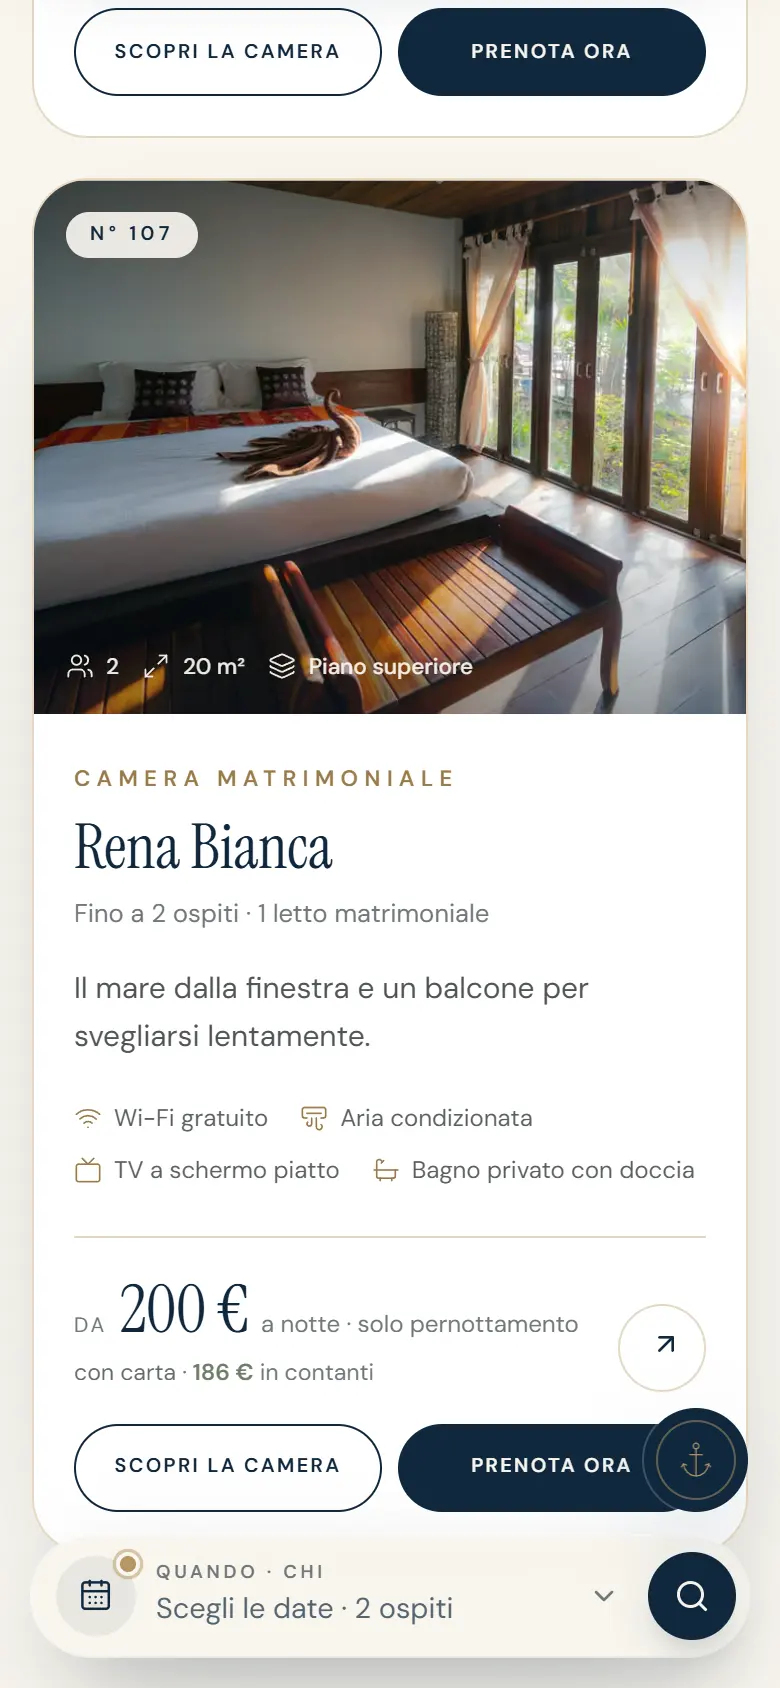 SCOPRI LA CAMERA
PRENOTA ORA
N° 107
2
20 m²
Piano superiore
CAMERA MATRIMONIALE
Rena Bianca
Fino a 2 ospiti · 1 letto matrimoniale
Il mare dalla finestra e un balcone per
svegliarsi lentamente.
Wi-Fi gratuito
Aria condizionata
TV a schermo piatto
Bagno privato con doccia
DA 200 € a notte · solo pernottamento
con carta · 186 € in contanti
SCOPRI LA CAMERA
PRENOTA ORA
QUANDO · CHI
Scegli le date · 2 ospiti